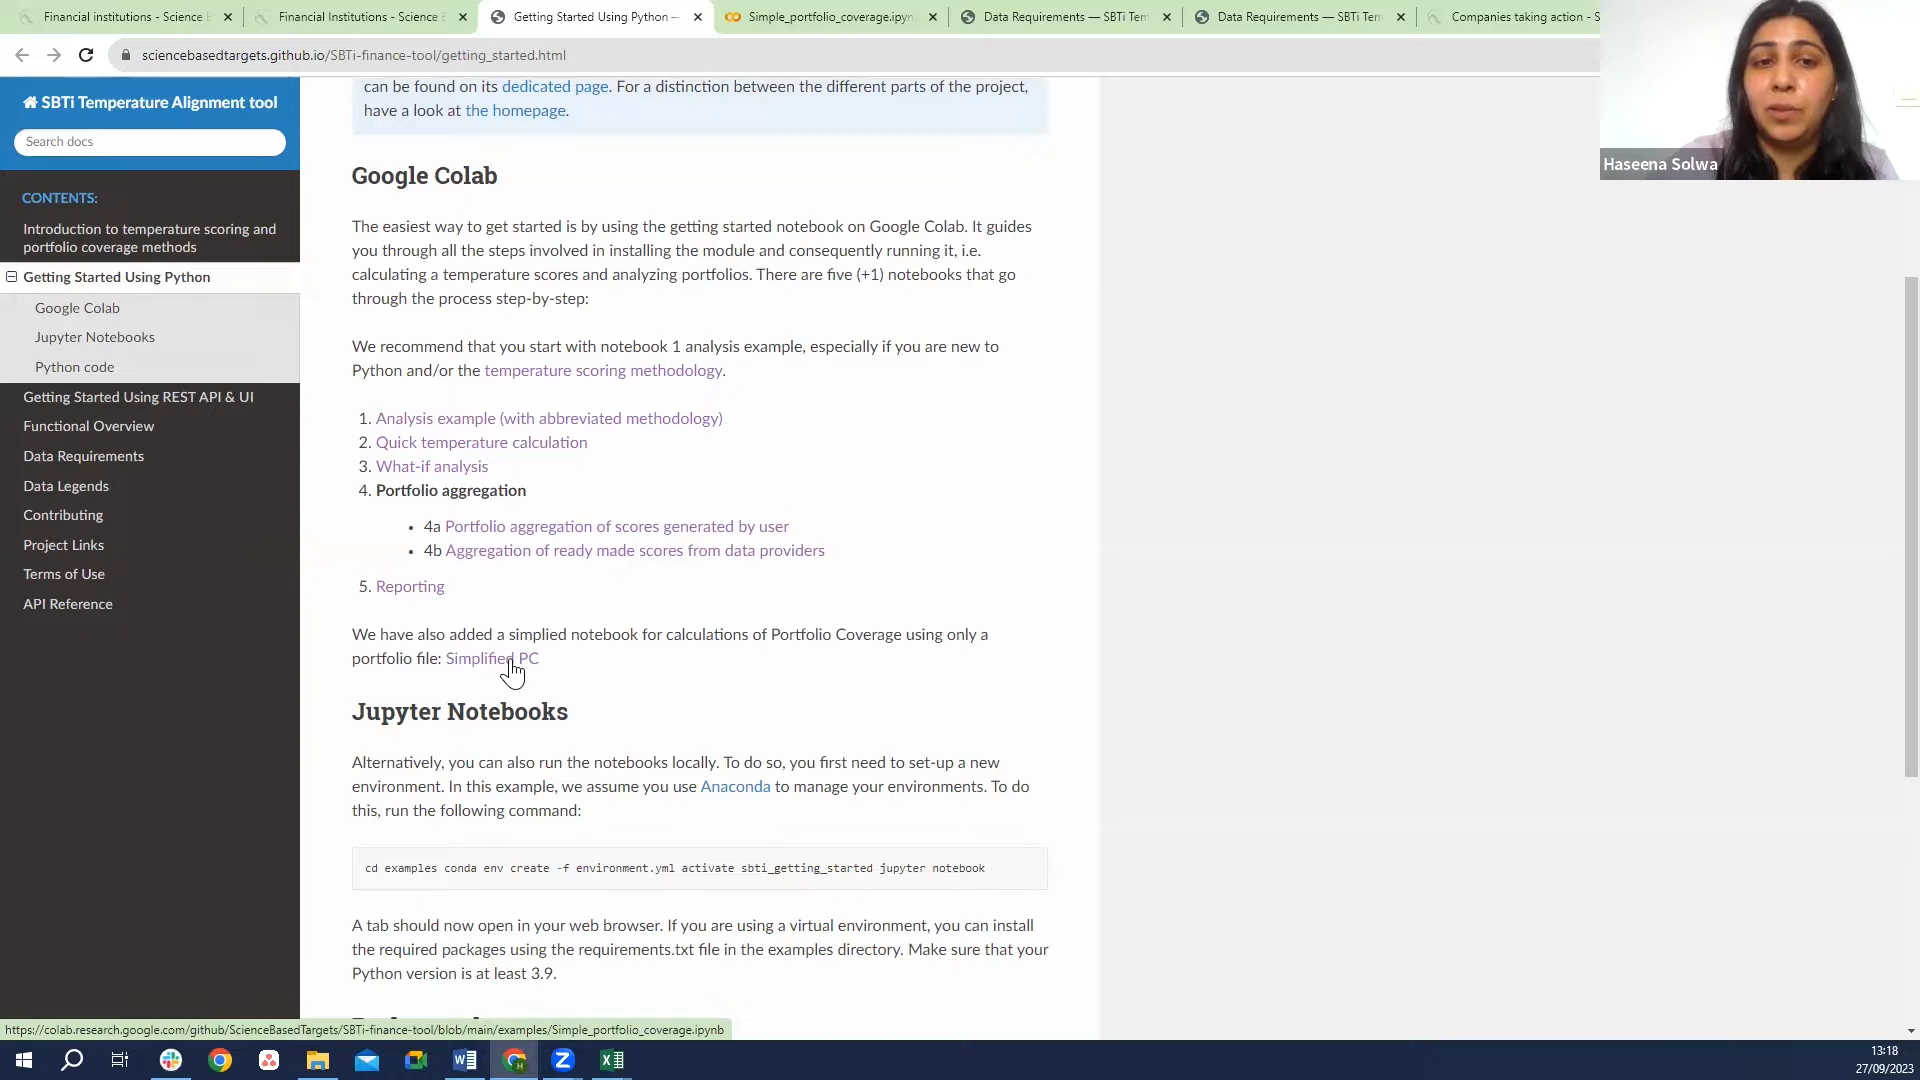 Financial institutions - Science
Financial Institutions - Science
Getting Started Using Python —
Simple_portfolio_coverage.ipyn
Data Requirements — SBTi Tem
Data Requirements — SBTi Tem
Companies taking action - S
sciencebasedtargets.github.io/SBTi-finance-tool/getting_started.html
Haseena Solwa
SBTi Temperature Alignment tool
Search docs
CONTENTS:
Introduction to temperature scoring and
portfolio coverage methods
Getting Started Using Python
Google Colab
Jupyter Notebooks
Python code
Getting Started Using REST API & UI
Functional Overview
Data Requirements
Data Legends
Contributing
Project Links
Terms of Use
API Reference
can be found on its dedicated page. For a distinction between the different parts of the project,
have a look at the homepage.
Google Colab
The easiest way to get started is by using the getting started notebook on Google Colab. It guides
you through all the steps involved in installing the module and consequently running it, i.e.
calculating a temperature scores and analyzing portfolios. There are five (+1) notebooks that go
through the process step-by-step:
We recommend that you start with notebook 1 analysis example, especially if you are new to
Python and/or the temperature scoring methodology.
1. Analysis example (with abbreviated methodology)
2. Quick temperature calculation
3. What-if analysis
4. Portfolio aggregation
• 4a Portfolio aggregation of scores generated by user
• 4b Aggregation of ready made scores from data providers
5. Reporting
We have also added a simplied notebook for calculations of Portfolio Coverage using only a
portfolio file: Simplified PC
Jupyter Notebooks
Alternatively, you can also run the notebooks locally. To do so, you first need to set-up a new
environment. In this example, we assume you use Anaconda to manage your environments. To do
this, run the following command:
cd examples conda env create -f environment.yml activate sbti_getting_started jupyter notebook
A tab should now open in your web browser. If you are using a virtual environment, you can install
the required packages using the requirements.txt file in the examples directory. Make sure that your
Python version is at least 3.9.
https://colab.research.google.com/github/ScienceBasedTargets/SBTi-finance-tool/blob/main/examples/Simple_portfolio_coverage.ipynb
13:18
27/09/2023